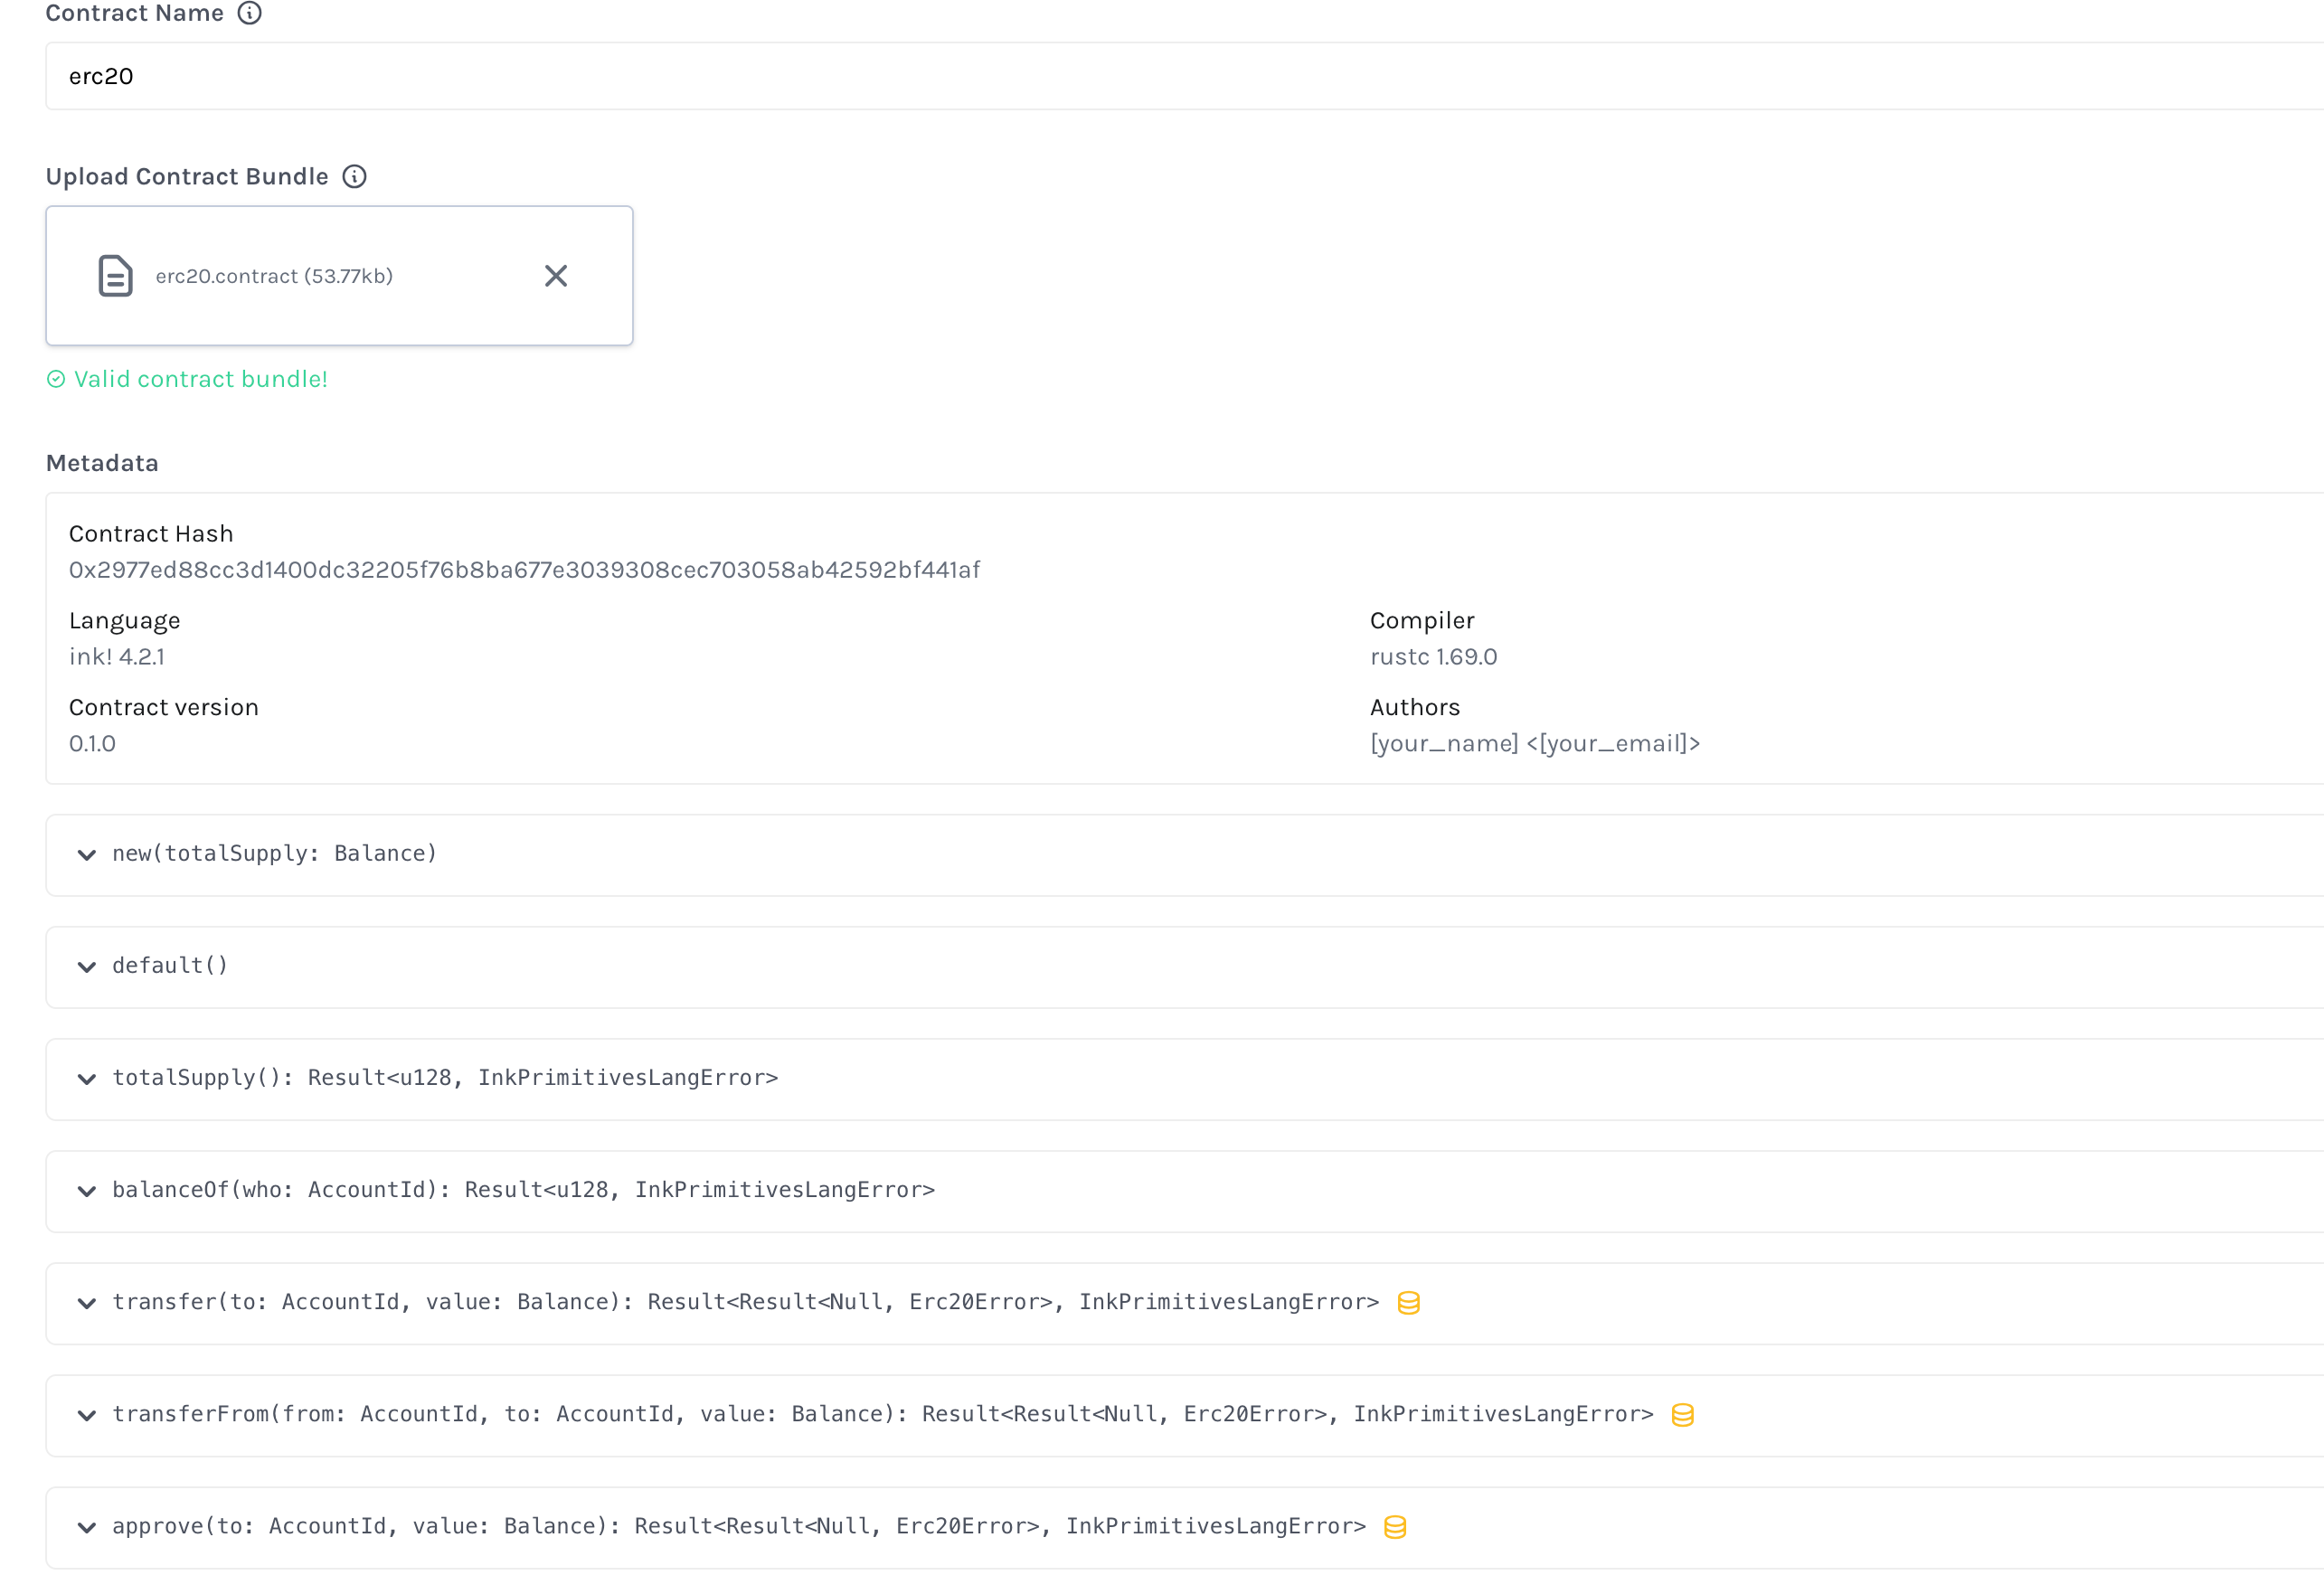 Contract Name
erc20
Upload Contract Bundle
erc20.contract (53.77kb)
Valid contract bundle!
Metadata
Contract Hash
0x2977ed88cc3d1400dc32205f76b8ba677e3039308cec703058ab42592bf441af
Language
Compiler
ink! 4.2.1
rustc 1.69.0
Contract version
Authors
0.1.0
[your_name] <[your_email]>
new(totalSupply: Balance)
default()
totalSupply(): Result<u128, InkPrimitivesLangError>
balanceOf(who: AccountId): Result<u128, InkPrimitivesLangError>
transfer(to: AccountId, value: Balance): Result<Result<Null, Erc20Error>, InkPrimitivesLangError>
transferFrom(from: AccountId, to: AccountId, value: Balance): Result<Result<Null, Erc20Error>, InkPrimitivesLangError>
approve(to: AccountId, value: Balance): Result<Result<Null, Erc20Error>, InkPrimitivesLangError>